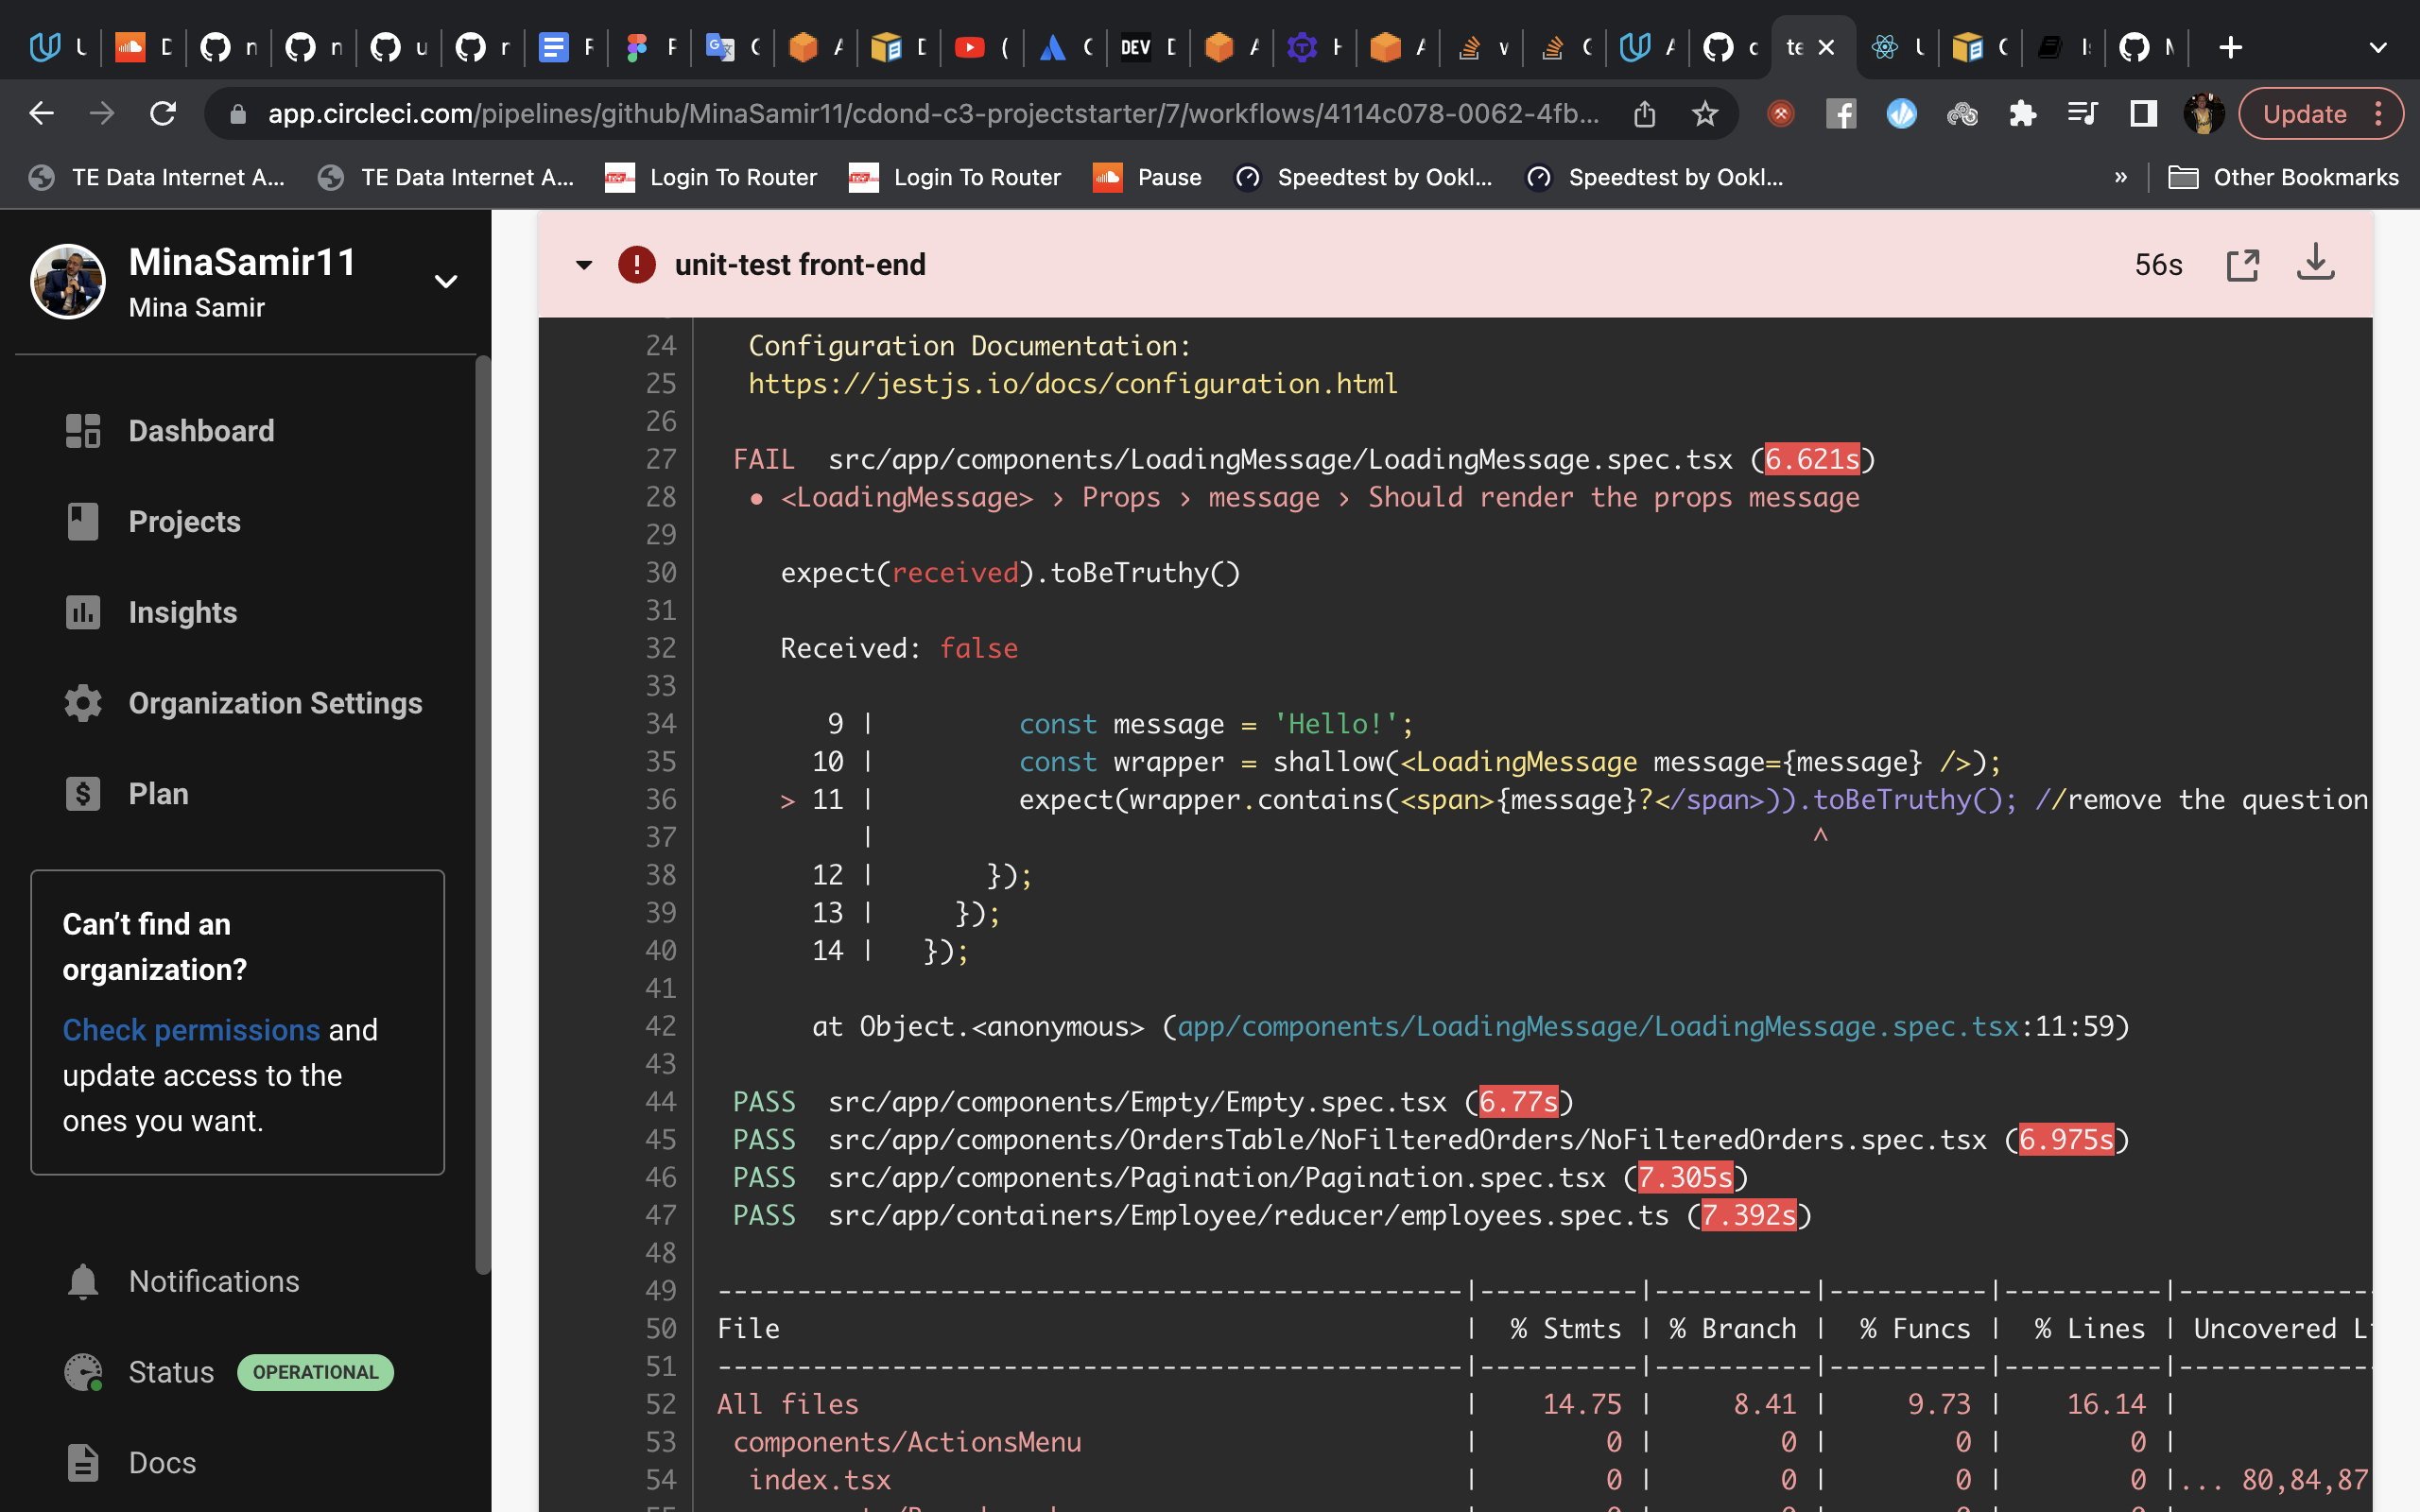 DEV
te
app.circleci.com/pipelines/github/MinaSamir11/cdond-c3-projectstarter/7/workflows/4114c078-0062-4fb...
Update
TE Data Internet A...
TE Data Internet A...
Login To Router
Login To Router
Pause
Speedtest by Ookl...
Speedtest by Ookl...
»
Other Bookmarks
MinaSamir11
Mina Samir
Dashboard
Projects
Insights
Organization Settings
Plan
Can’t find an
organization?
Check permissions and
update access to the
ones you want.
Notifications
Status OPERATIONAL
Docs
unit-test front-end
56s
24 Configuration Documentation:
25 https://jestjs.io/docs/configuration.html
26
27 FAIL src/app/components/LoadingMessage/LoadingMessage.spec.tsx (6.621s)
28 ● <LoadingMessage> › Props › message › Should render the props message
29
30 expect(received).toBeTruthy()
31
32 Received: false
33
34 9 | const message = 'Hello!';
35 10 | const wrapper = shallow(<LoadingMessage message={message} />);
36 > 11 | expect(wrapper.contains(<span>{message}?</span>)).toBeTruthy(); //remove the question
37 | ^
38 12 | });
39 13 | });
40 14 | });
41
42 at Object.<anonymous> (app/components/LoadingMessage/LoadingMessage.spec.tsx:11:59)
43
44 PASS src/app/components/Empty/Empty.spec.tsx (6.77s)
45 PASS src/app/components/OrdersTable/NoFilteredOrders/NoFilteredOrders.spec.tsx (6.975s)
46 PASS src/app/components/Pagination/Pagination.spec.tsx (7.305s)
47 PASS src/app/containers/Employee/reducer/employees.spec.ts (7.392s)
48
49 -----------------------------------------------|----------|----------|----------|----------|------------
50 File | % Stmts | % Branch | % Funcs | % Lines | Uncovered
51 -----------------------------------------------|----------|----------|----------|----------|------------
52 All files | 14.75 | 8.41 | 9.73 | 16.14 |
53 components/ActionsMenu | 0 | 0 | 0 | 0 |
54 index.tsx | 0 | 0 | 0 | 0 |... 80,84,87